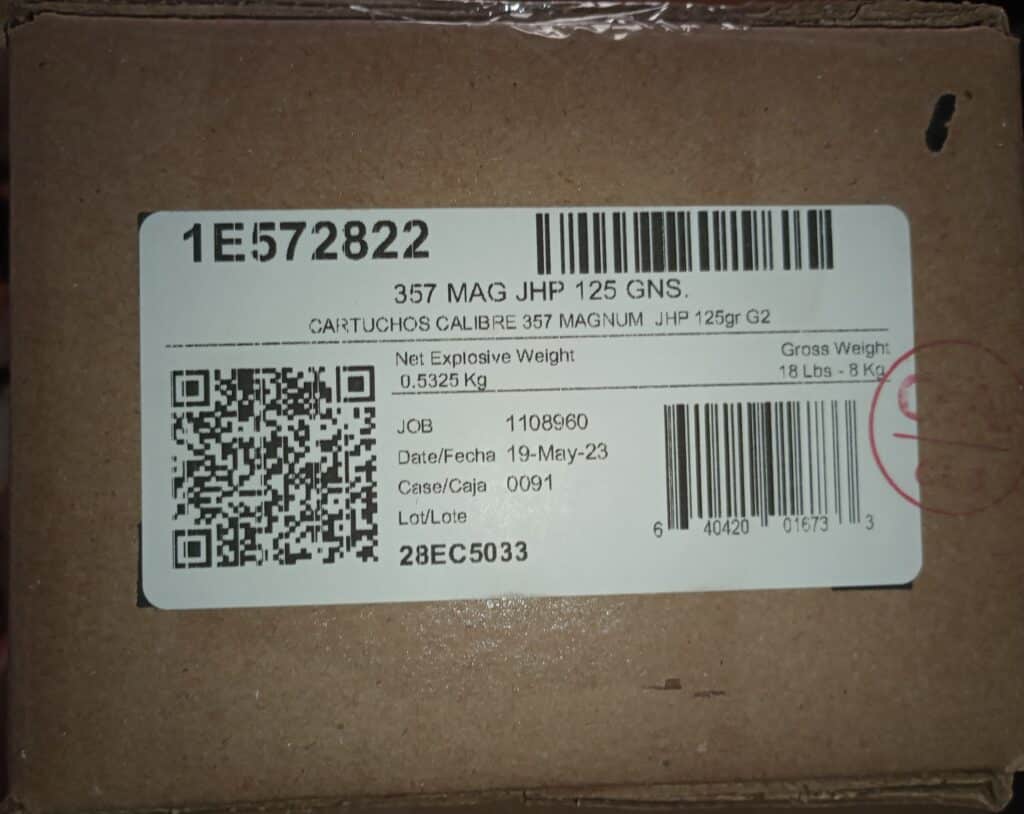 1E572822
357 MAG JHP 125 GNS.
CARTUCHOS CALIBRE 357 MAGNUM JHP 125gr G2
Net Explosive Weight
0.5325 Kg
Gross Weight
18 Lbs - 8 Kg
JOB 1108960
Date/Fecha 19-May-23
Case/Caja 0091
Lot/Lote
28EC5033
6 40420 01673 3